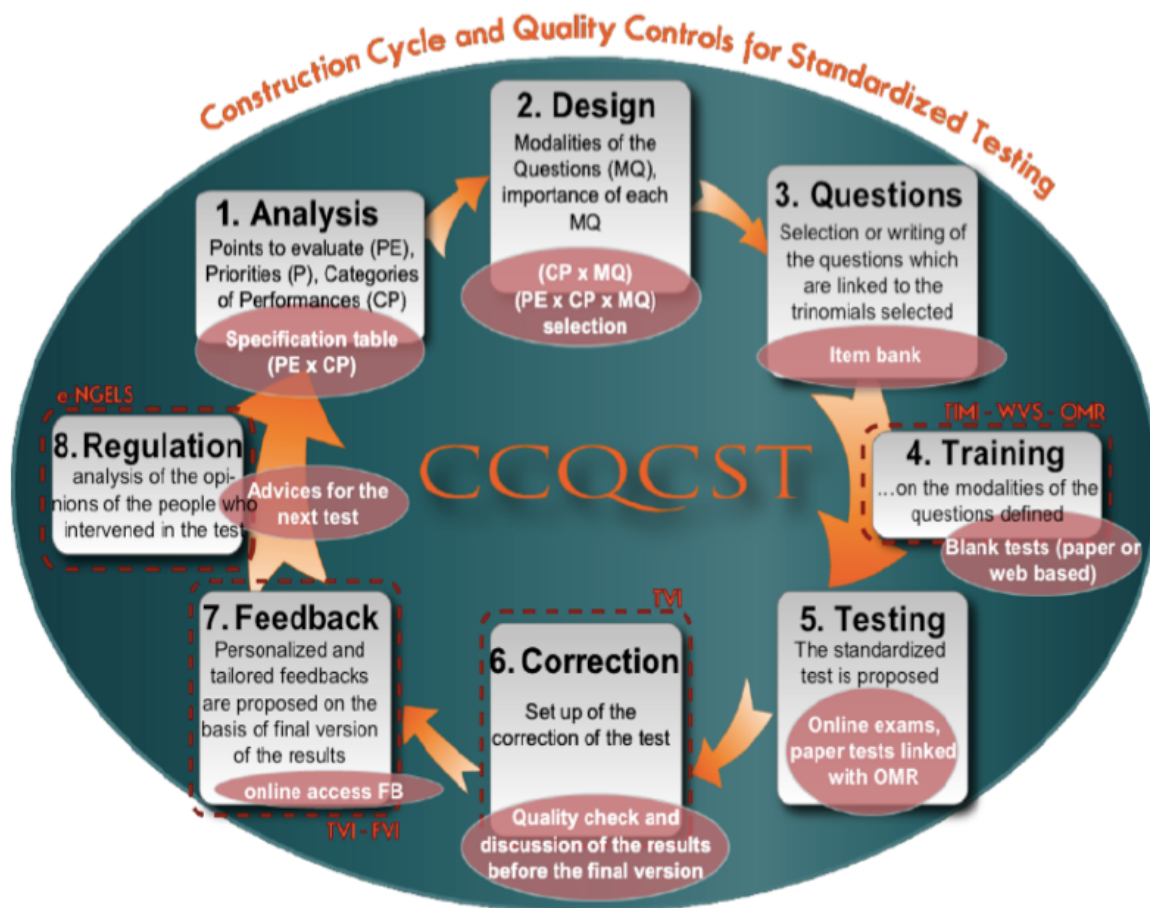 Construction Cycle and Quality Controls for Standardized Testing
1. Analysis
Points to evaluate (PE),
Priorities (P), Categories
of Performances (CP)
Specification table
(PE x CP)
2. Design
Modalities of the
Questions (MQ),
importance of each
MQ
(CP x MQ)
(PE x CP x MQ)
selection
3. Questions
Selection or writing of
the questions which
are linked to the
trinomials selected
Item bank
TIMI - WVS - OMR
4. Training
...on the modalities of the
questions defined
Blank tests (paper or
web based)
5. Testing
The standardized
test is proposed
Online exams,
paper tests linked
with OMR
TVI
6. Correction
Set up of the
correction of the test
Quality check and
discussion of the results
before the final version
7. Feedback
Personalized and
tailored feedbacks
are proposed on the
basis of final version
of the results
online access FB
TVI - FVI
e NGELS
8. Regulation
analysis of the opi-
nions of the people who
intervened in the test
Advices for the
next test
CCQCST